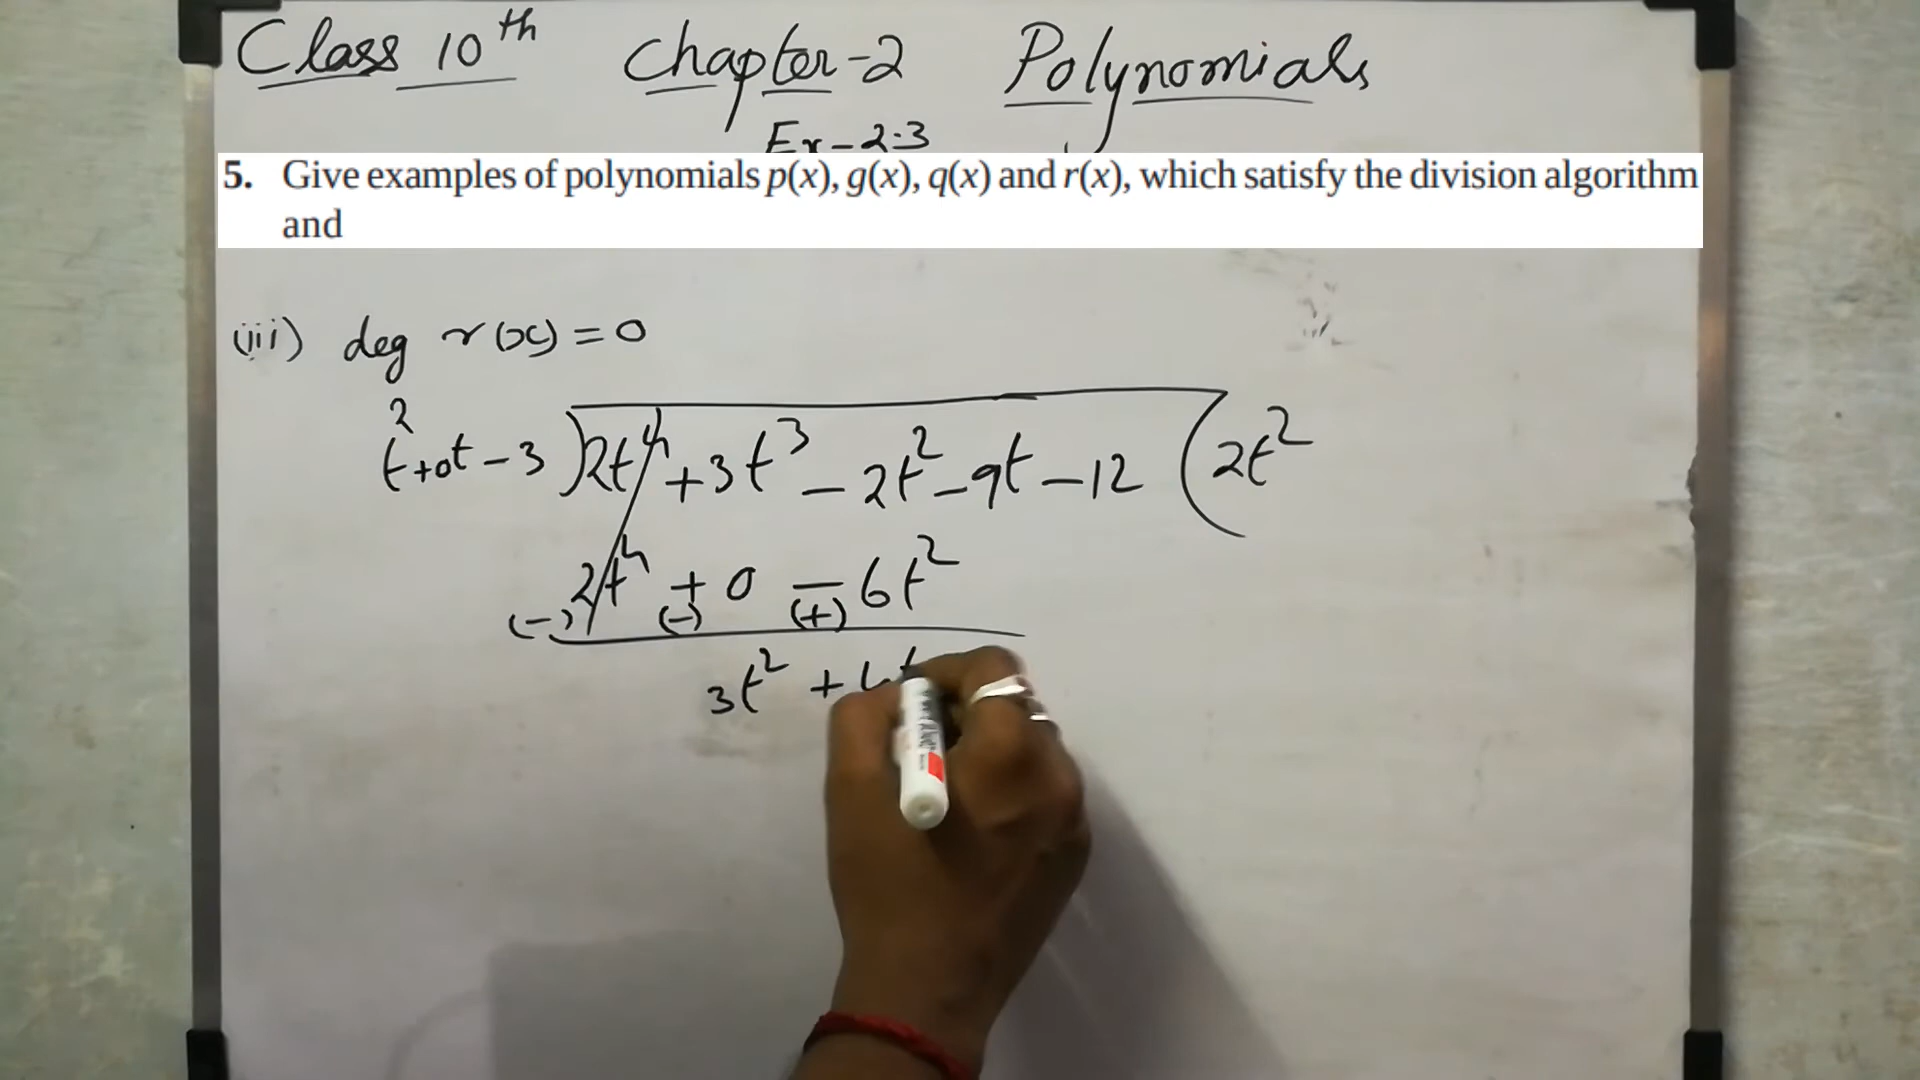 Class 10th Chapter-2 Polynomials
Ex-2.3
5. Give examples of polynomials p(x), g(x), q(x) and r(x), which satisfy the division algorithm
and
(iii) deg r(x) = 0
t²+0t-3)2t⁴+3t³-2t²-9t-12(2t²
2t⁴+0-6t²
(-) (-) (+)
3t²+4t